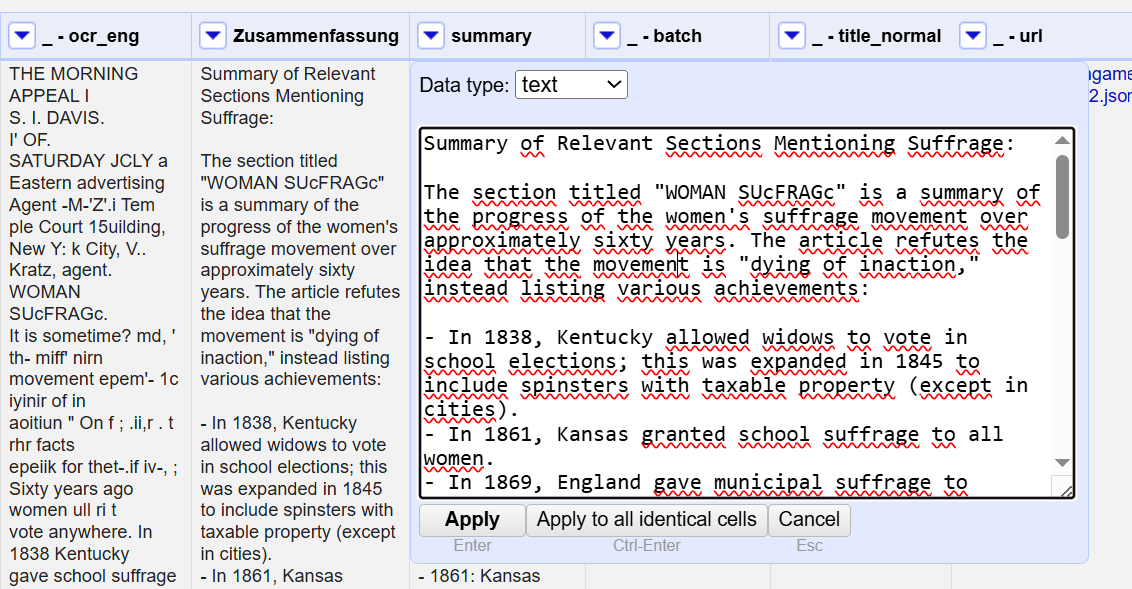 _ - ocr_eng
Zusammenfassung
summary
_ - batch
_ - title_normal
_ - url
THE MORNING
APPEAL I
S. I. DAVIS.
I' OF.
SATURDAY JCLY a
Eastern advertising
Agent -M-'Z'.i Tem
ple Court 15uilding,
New Y: k City, V..
Kratz, agent.
WOMAN
SUcFRAGc.
It is sometime? md, '
th- miff' nirn
movement epem'- 1c
iyinir of in
aoitiun " On f ; .ii,r . t
rhr facts
epeiik for thet-.if iv-, ;
Sixty years ago
women ull ri t
vote anywhere. In
1838 Kentucky
gave school suffrage
Summary of Relevant
Sections Mentioning
Suffrage:
The section titled
"WOMAN SUcFRAGc"
is a summary of the
progress of the women's
suffrage movement over
approximately sixty
years. The article refutes
the idea that the
movement is "dying of
inaction," instead listing
various achievements:
- In 1838, Kentucky
allowed widows to vote
in school elections; this
was expanded in 1845
to include spinsters with
taxable property (except
in cities).
- In 1861, Kansas
Data type: text
Summary of Relevant Sections Mentioning Suffrage:
The section titled "WOMAN SUcFRAGc" is a summary of
the progress of the women's suffrage movement over
approximately sixty years. The article refutes the
idea that the movement is "dying of inaction,"
instead listing various achievements:
- In 1838, Kentucky allowed widows to vote in
school elections; this was expanded in 1845 to
include spinsters with taxable property (except in
cities).
- In 1861, Kansas granted school suffrage to all
women.
- In 1869, England gave municipal suffrage to
Apply
Apply to all identical cells
Cancel
Enter
Ctrl-Enter
Esc
- 1861: Kansas
2.json